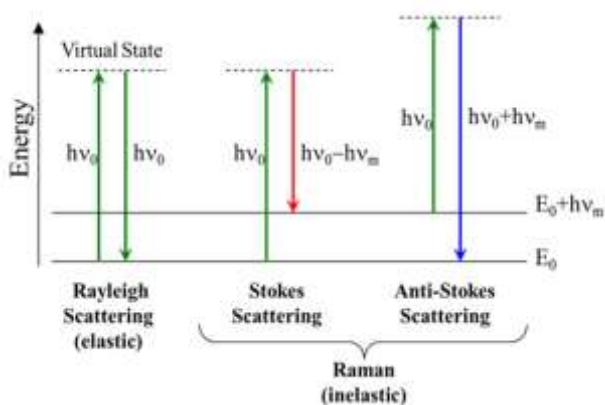 Energy
Virtual State
hν₀
hν₀
hν₀
hν₀−hνₘ
hν₀
hν₀+hνₘ
E₀+hνₘ
E₀
Rayleigh
Scattering
(elastic)
Stokes
Scattering
Anti-Stokes
Scattering
Raman
(inelastic)